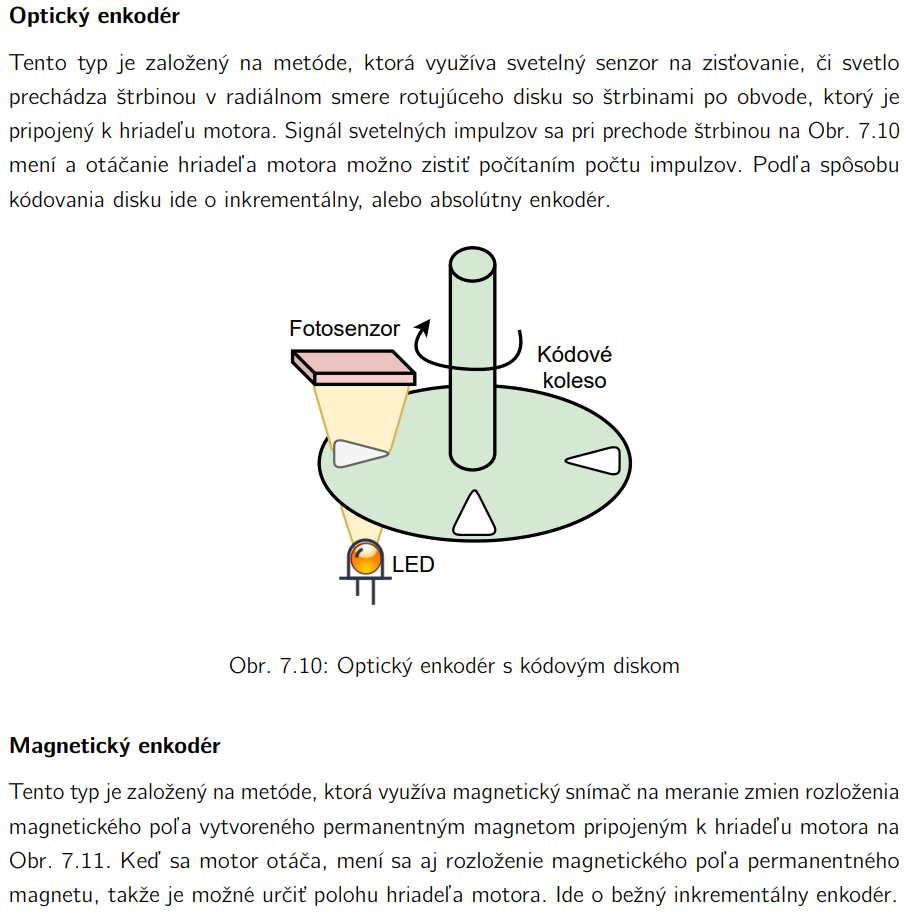 Optický enkodér
Tento typ je založený na metóde, ktorá využíva svetelný senzor na zisťovanie, či svetlo
prechádza štrbinou v radiálnom smere rotujúceho disku so štrbinami po obvode, ktorý je
pripojený k hriadeľu motora. Signál svetelných impulzov sa pri prechode štrbinou na Obr. 7.10
mení a otáčanie hriadeľa motora možno zistiť počítaním počtu impulzov. Podľa spôsobu
kódovania disku ide o inkrementálny, alebo absolútny enkodér.
Fotosenzor
Kódové
koleso
LED
Obr. 7.10: Optický enkodér s kódovým diskom
Magnetický enkodér
Tento typ je založený na metóde, ktorá využíva magnetický snímač na meranie zmien rozloženia
magnetického poľa vytvoreného permanentným magnetom pripojeným k hriadeľu motora na
Obr. 7.11. Keď sa motor otáča, mení sa aj rozloženie magnetického poľa permanentného
magnetu, takže je možné určiť polohu hriadeľa motora. Ide o bežný inkrementálny enkodér.